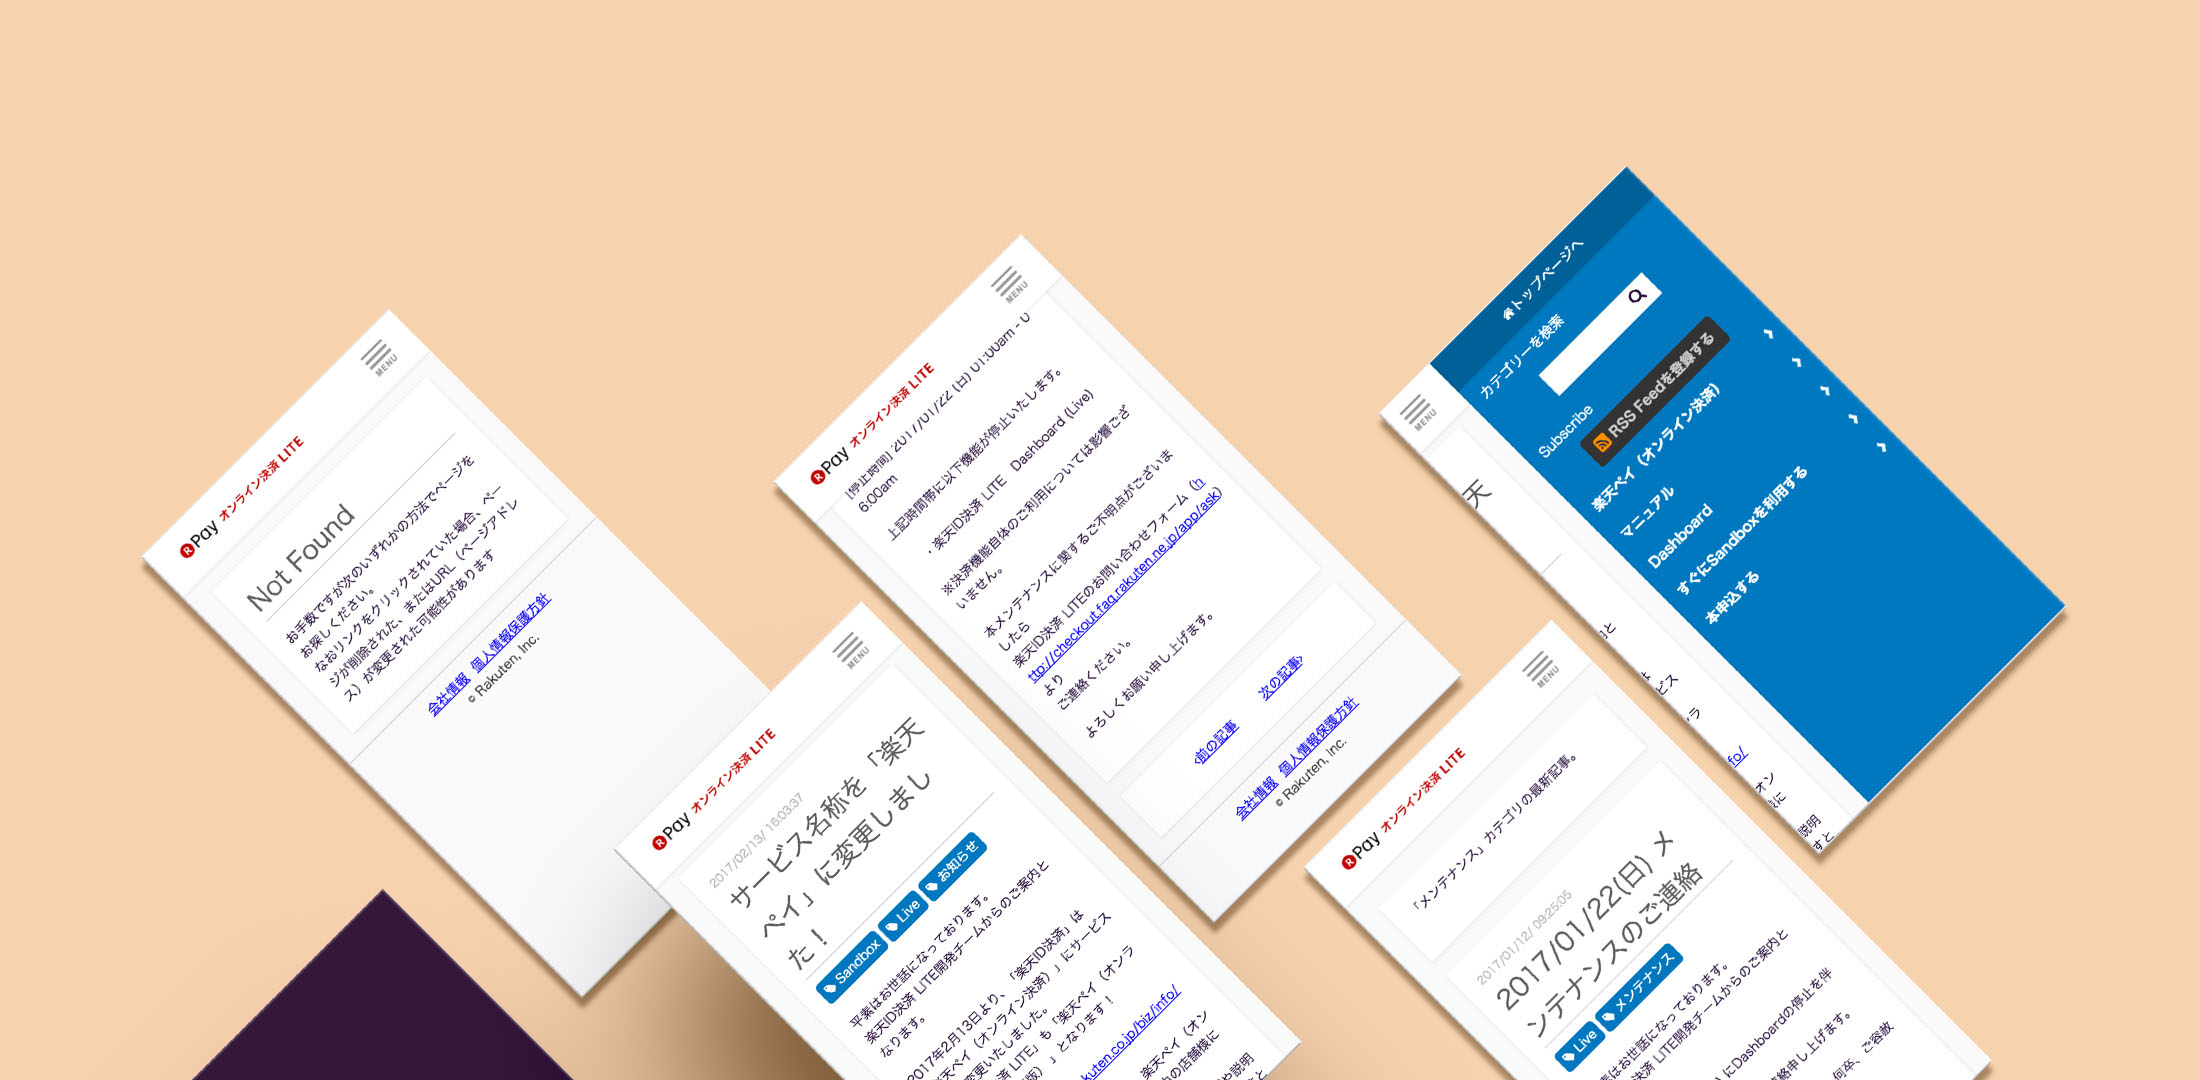 MENU
R Pay オンライン決済 LITE
Not Found
お手数ですが次のいずれかの方法でページを
お探しください。
なおリンクをクリックされていた場合、ペー
ジが削除された、またはURL（ページアドレ
ス）が変更された可能性があります
会社情報 個人情報保護方針
© Rakuten, Inc.
MENU
R Pay オンライン決済 LITE
[停止時間] 2017/01/22 (日) 01:00am - 0
6:00am
上記時間帯に以下機能が停止いたします。
・楽天ID決済 LITE Dashboard (Live)
※決済機能自体のご利用については影響ござ
いません。
本メンテナンスに関するご不明点がございま
したら
楽天ID決済 LITEのお問い合わせフォーム（h
ttp://checkout.faq.rakuten.ne.jp/app/ask）
より
ご連絡ください。
よろしくお願い申し上げます。
‹前の記事
次の記事›
会社情報 個人情報保護方針
© Rakuten, Inc.
トップページへ
カテゴリーを検索
Subscribe
RSS Feedを登録する
楽天ペイ（オンライン決済）
マニュアル
Dashboard
すぐにSandboxを利用する
本申込する
MENU
天
と
ビス
ラ
fo/
オン
に
説明
すと
MENU
R Pay オンライン決済 LITE
2017/02/13/ 16:03:37
サービス名称を「楽天
ペイ」に変更しまし
た！
Sandbox
Live
お知らせ
平素はお世話になっております。
楽天ID決済 LITE開発チームからのご案内と
なります。
2017年2月13日より、「楽天ID決済」は
天ペイ（オンライン決済）」にサービス
変更いたしました。
済 LITE」も「楽天ペイ（オンラ
版）」となります！
kuten.co.jp/biz/info/
楽天ペイ（オン
の店舗様に
や説明
と
MENU
R Pay オンライン決済 LITE
「メンテナンス」カテゴリの最新記事。
2017/01/12/ 09:25:05
2017/01/22(日) メ
ンテナンスのご連絡
Live
メンテナンス
はお世話になっております。
決済 LITE開発チームからのご案内と
にDashboardの停止を伴
絡申し上げます。
何卒、ご容赦